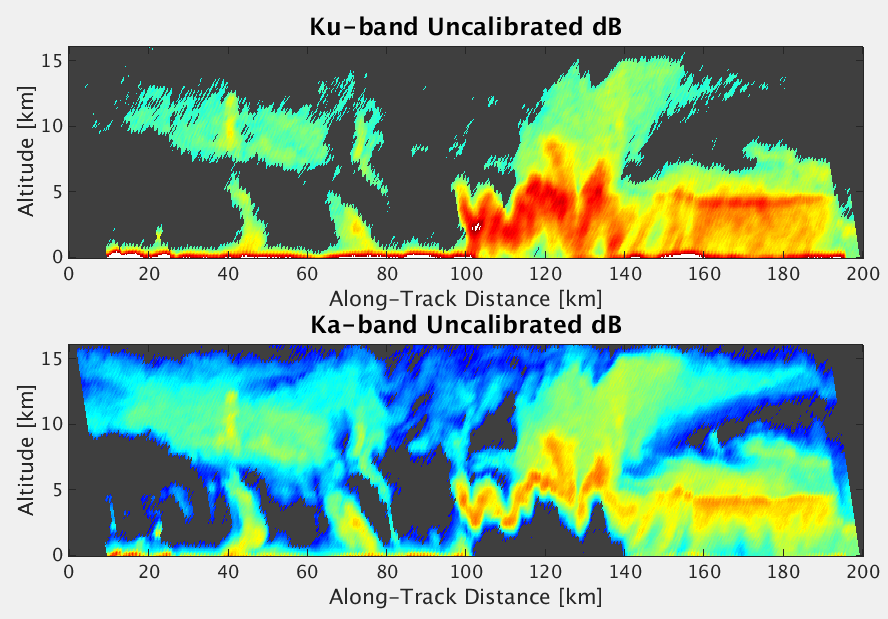 Ku-band Uncalibrated dB
15
10
5
0
Altitude [km]
0 20 40 60 80 100 120 140 160 180 200
Along-Track Distance [km]
Ka-band Uncalibrated dB
15
10
5
0
Altitude [km]
0 20 40 60 80 100 120 140 160 180 200
Along-Track Distance [km]